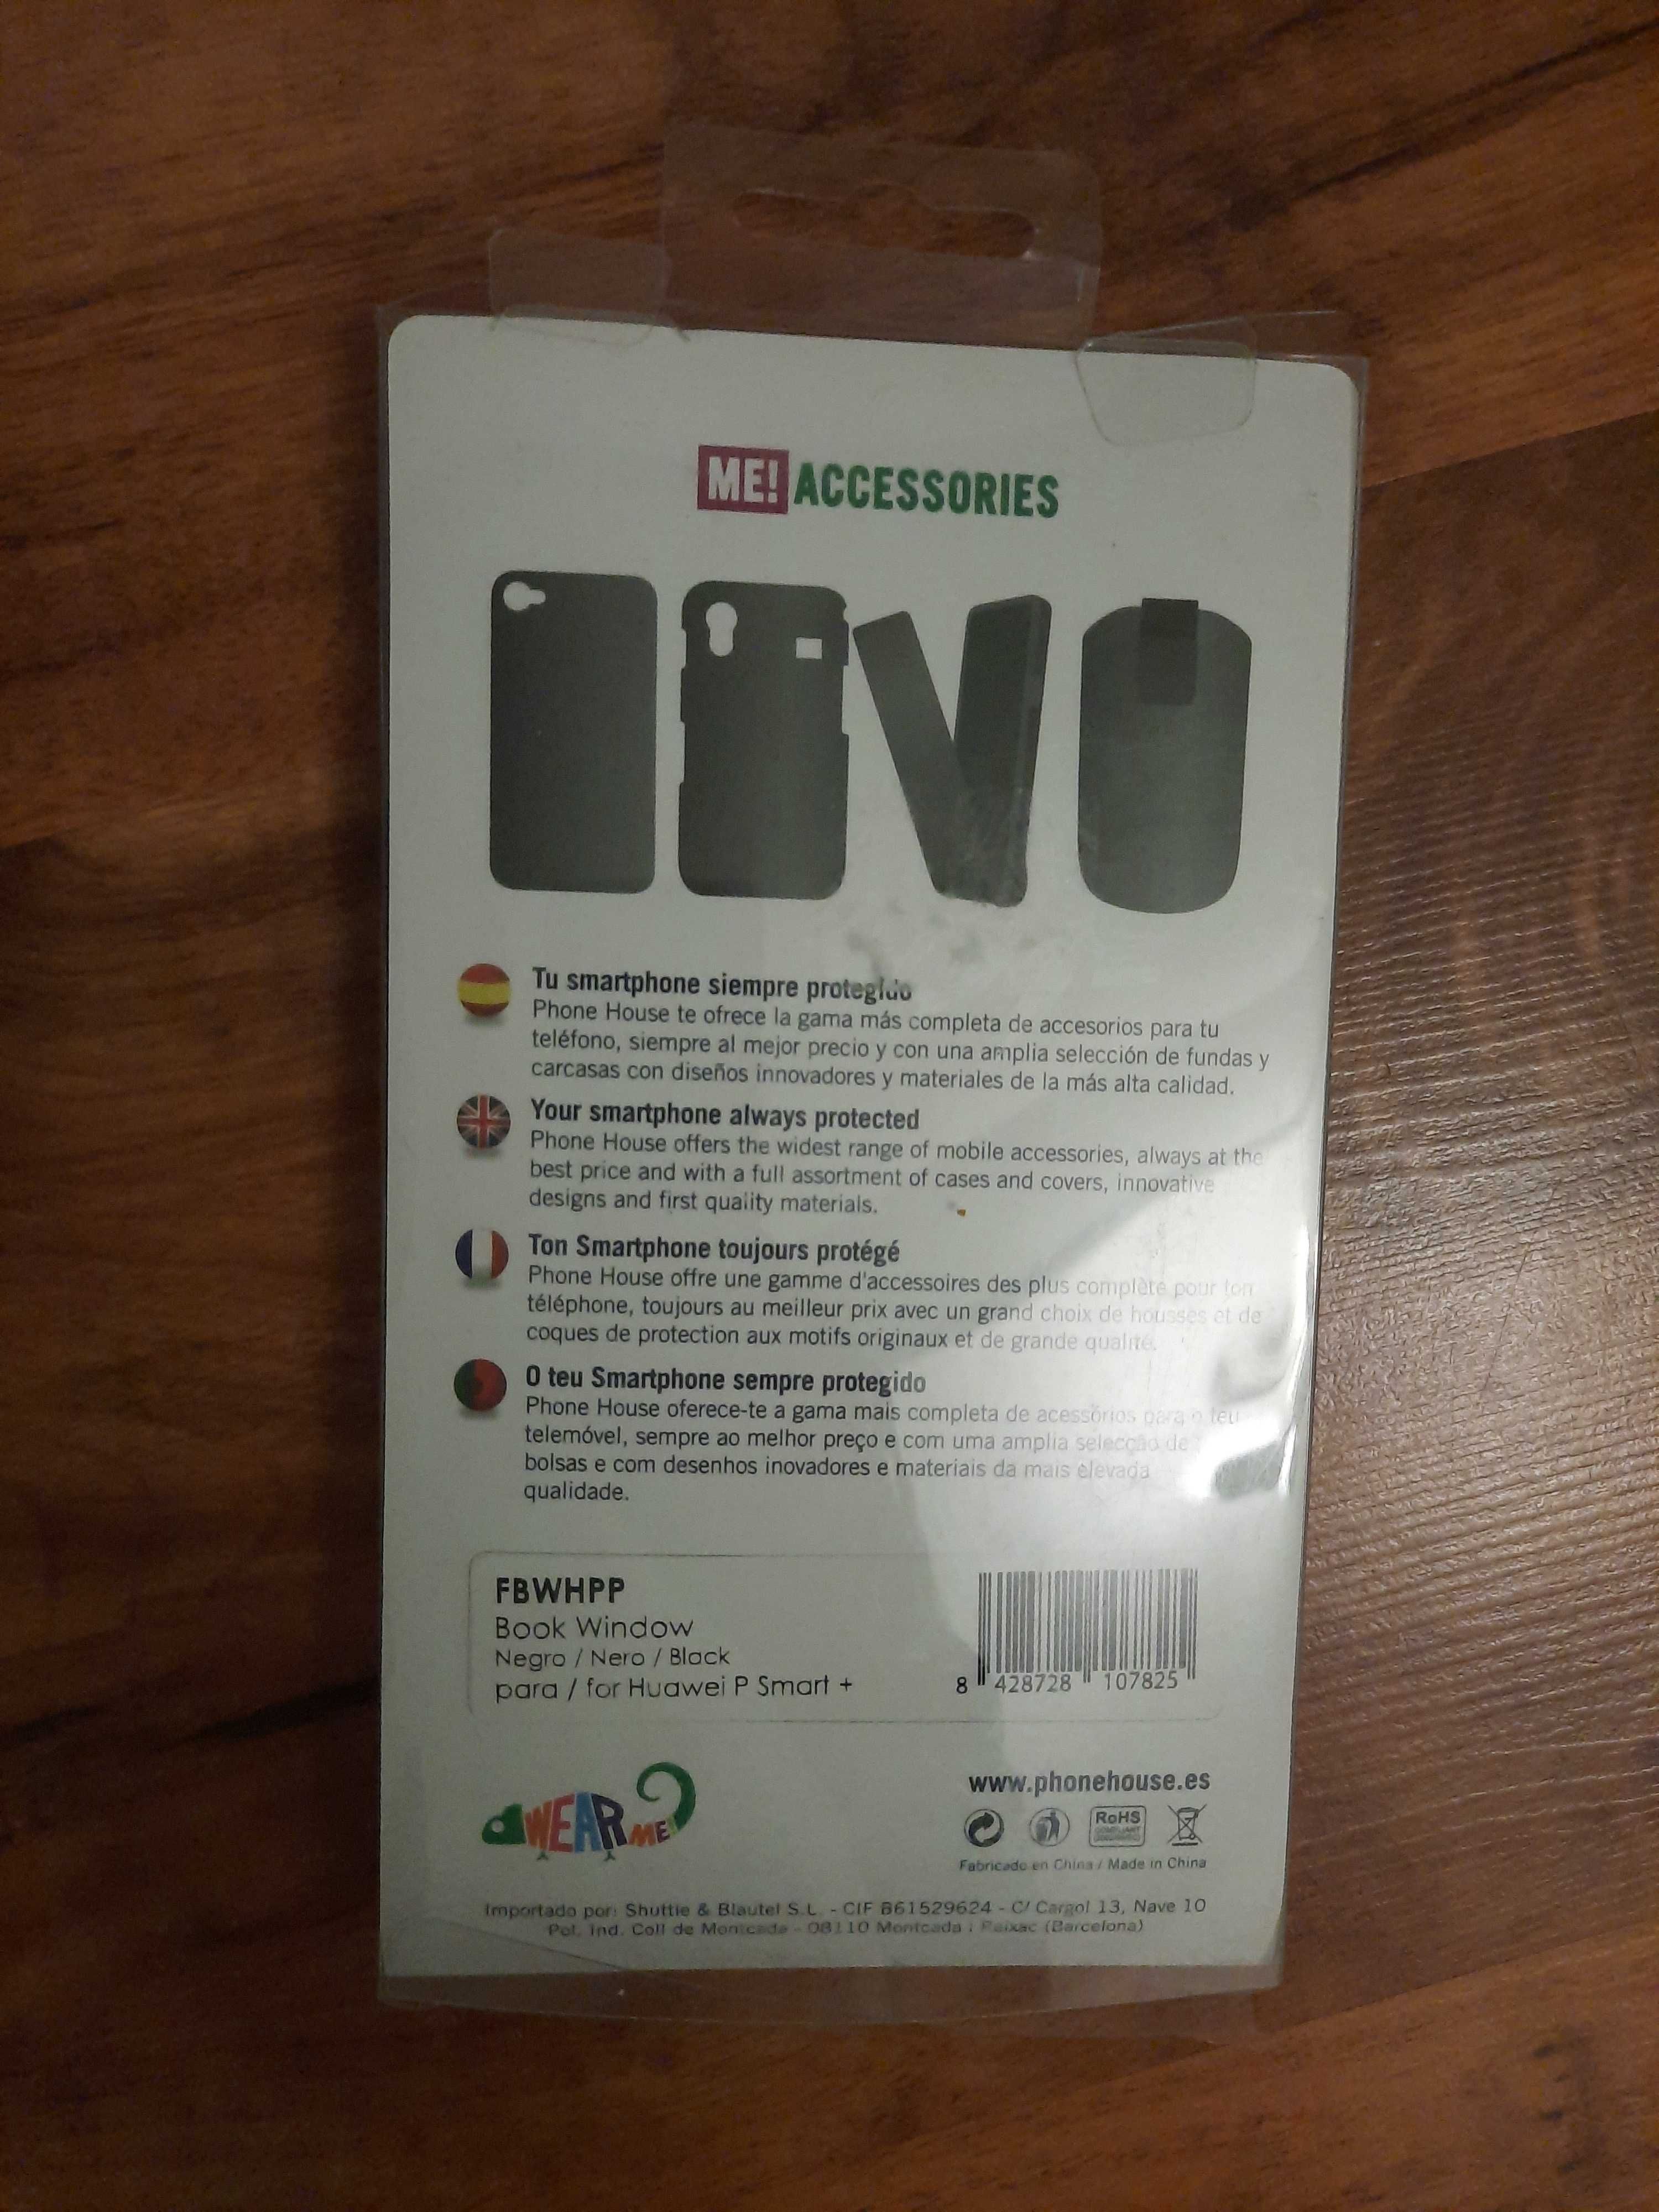 ME! ACCESSORIES
Tu smartphone siempre protegido
Phone House te ofrece la gama más completa de accesorios para tu
teléfono, siempre al mejor precio y con una amplia selección de fundas y
carcasas con diseños innovadores y materiales de la más alta calidad.
Your smartphone always protected
Phone House offers the widest range of mobile accessories, always at the
best price and with a full assortment of cases and covers, innovative
designs and first quality materials.
Ton Smartphone toujours protégé
Phone House offre une gamme d'accessoires des plus complète pour ton
téléphone, toujours au meilleur prix avec un grand choix de housses et de
coques de protection aux motifs originaux et de grande qualité.
O teu Smartphone sempre protegido
Phone House oferece-te a gama mais completa de acessórios para o teu
telemóvel, sempre ao melhor preço e com uma amplia selecção de
bolsas e com desenhos inovadores e materiais da mais elevada
qualidade.
FBWHPP
Book Window
Negro / Nero / Black
para / for Huawei P Smart +
8 428728 107825
WEAR ME!
www.phonehouse.es
RoHS
COMPLIANT
Fabricado en China / Made in China
Importado por: Shuttle & Blautel S.L. - CIF B61529624 - C/ Cargol 13, Nave 10
Pol. Ind. Coll de Montcada - 08110 Montcada i Reixac (Barcelona)